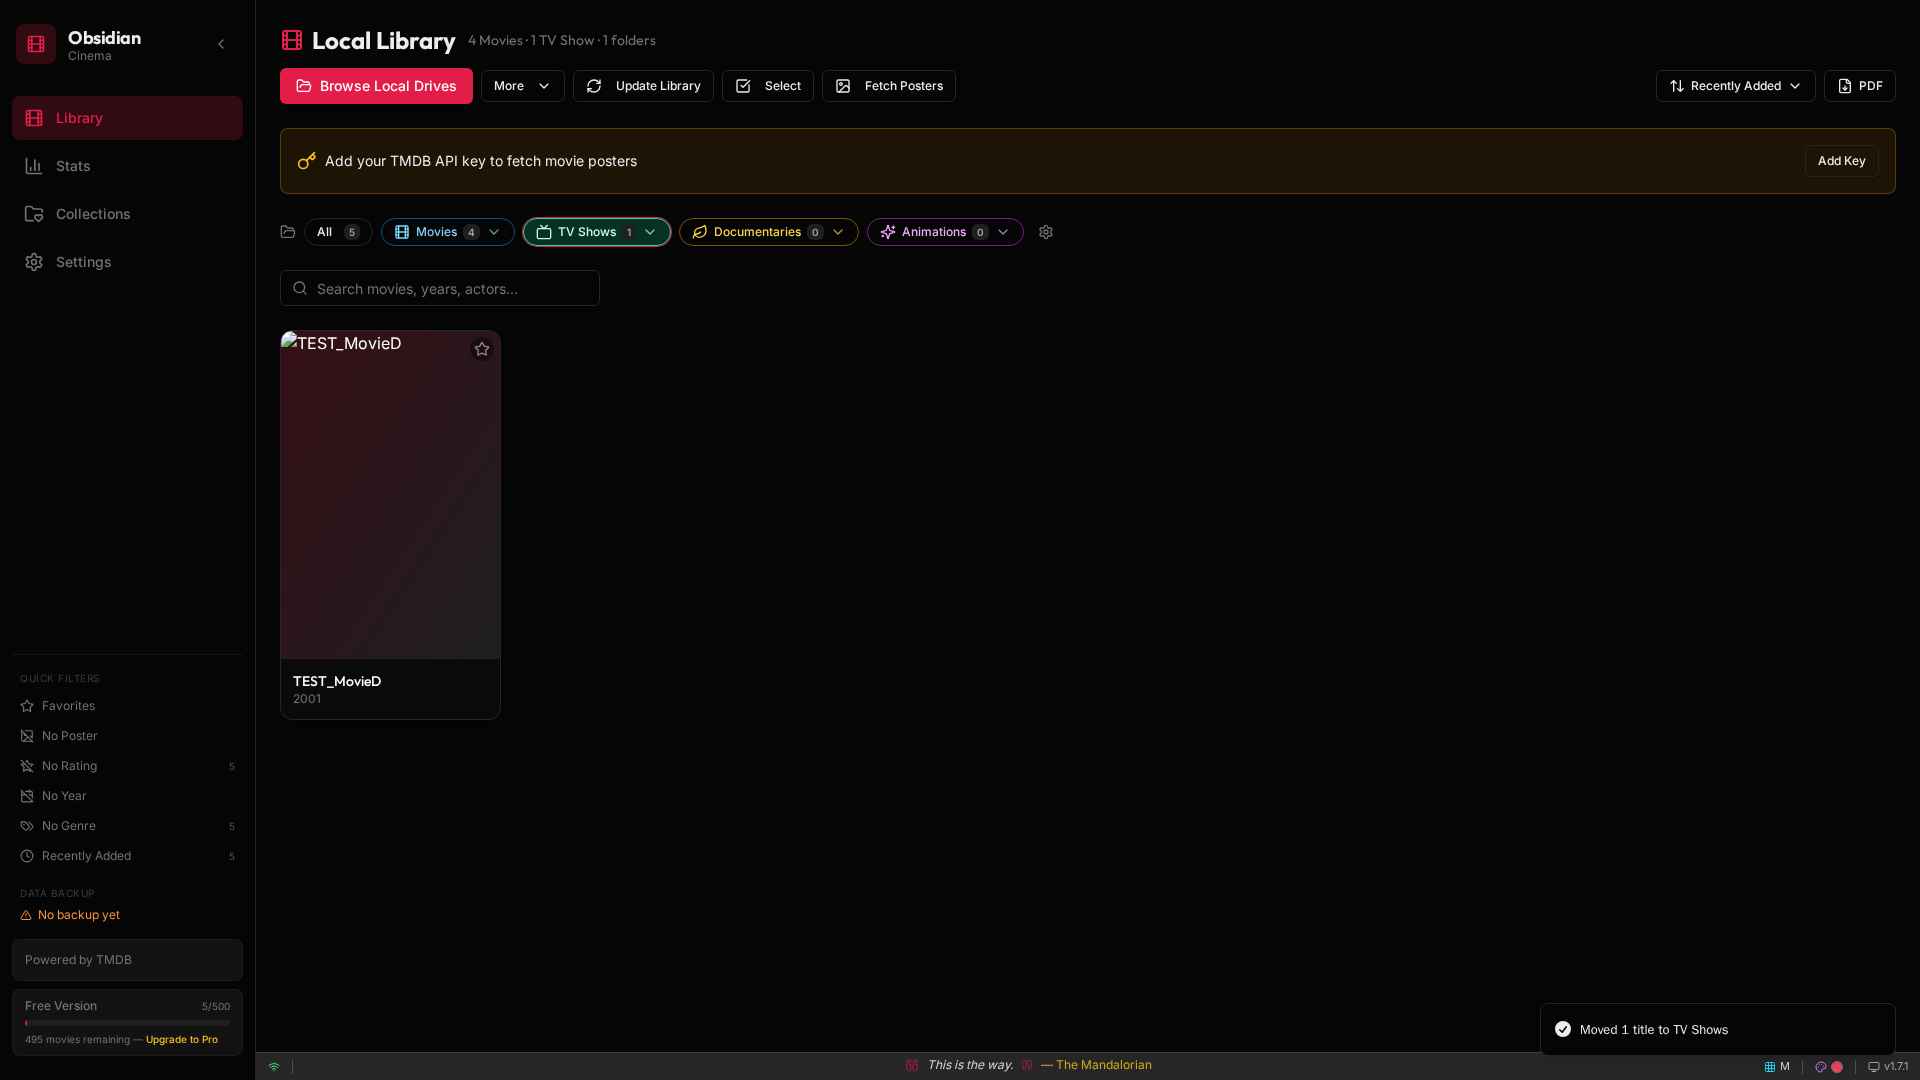 Obsidian
Cinema
Library
Stats
Collections
Settings
QUICK FILTERS
Favorites
No Poster
No Rating 5
No Year
No Genre 5
Recently Added 5
DATA BACKUP
No backup yet
Powered by TMDB
Free Version 5/500
495 movies remaining — Upgrade to Pro
Local Library 4 Movies · 1 TV Show · 1 folders
Browse Local Drives More Update Library Select Fetch Posters Recently Added PDF
Add your TMDB API key to fetch movie posters Add Key
All 5 Movies 4 TV Shows 1 Documentaries 0 Animations 0
Search movies, years, actors...
TEST_MovieD
TEST_MovieD
2001
Moved 1 title to TV Shows
This is the way. — The Mandalorian
M v1.7.1